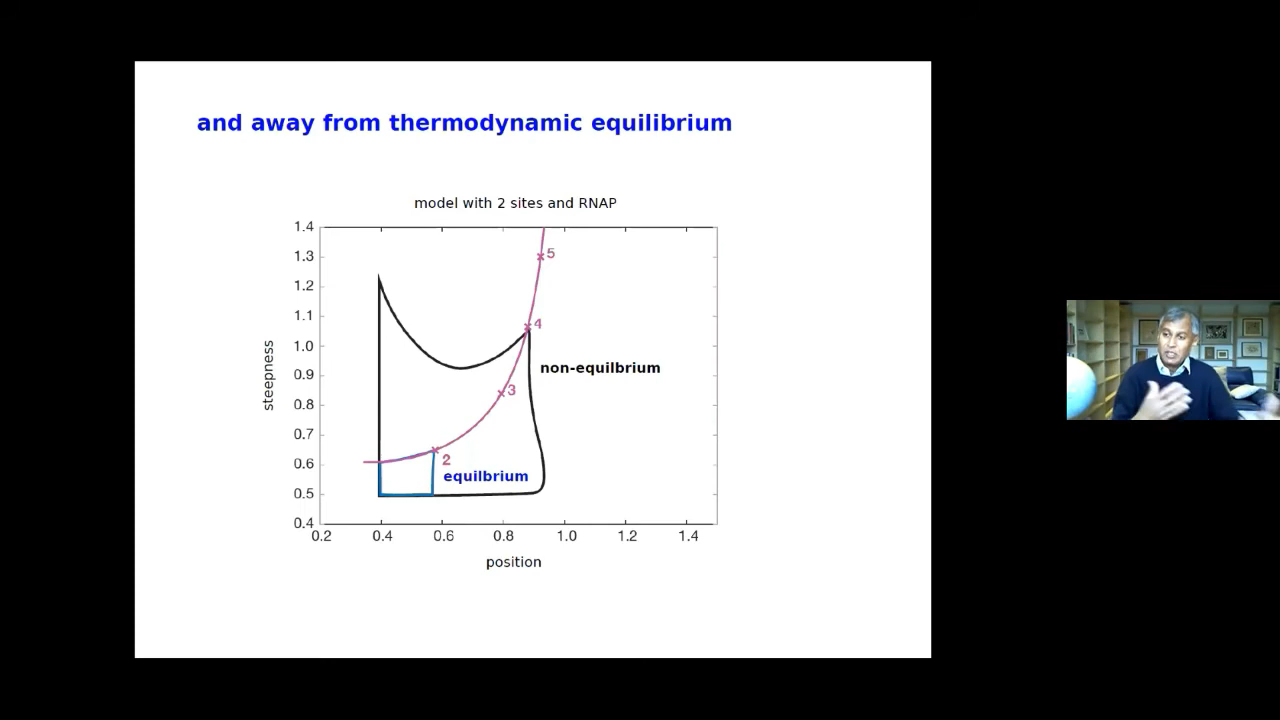 and away from thermodynamic equilibrium
model with 2 sites and RNAP
1.4
1.3
1.2
1.1
1.0
0.9
0.8
0.7
0.6
0.5
0.4
steepness
5
4
non-equilbrium
3
2
equilbrium
0.2 0.4 0.6 0.8 1.0 1.2 1.4
position